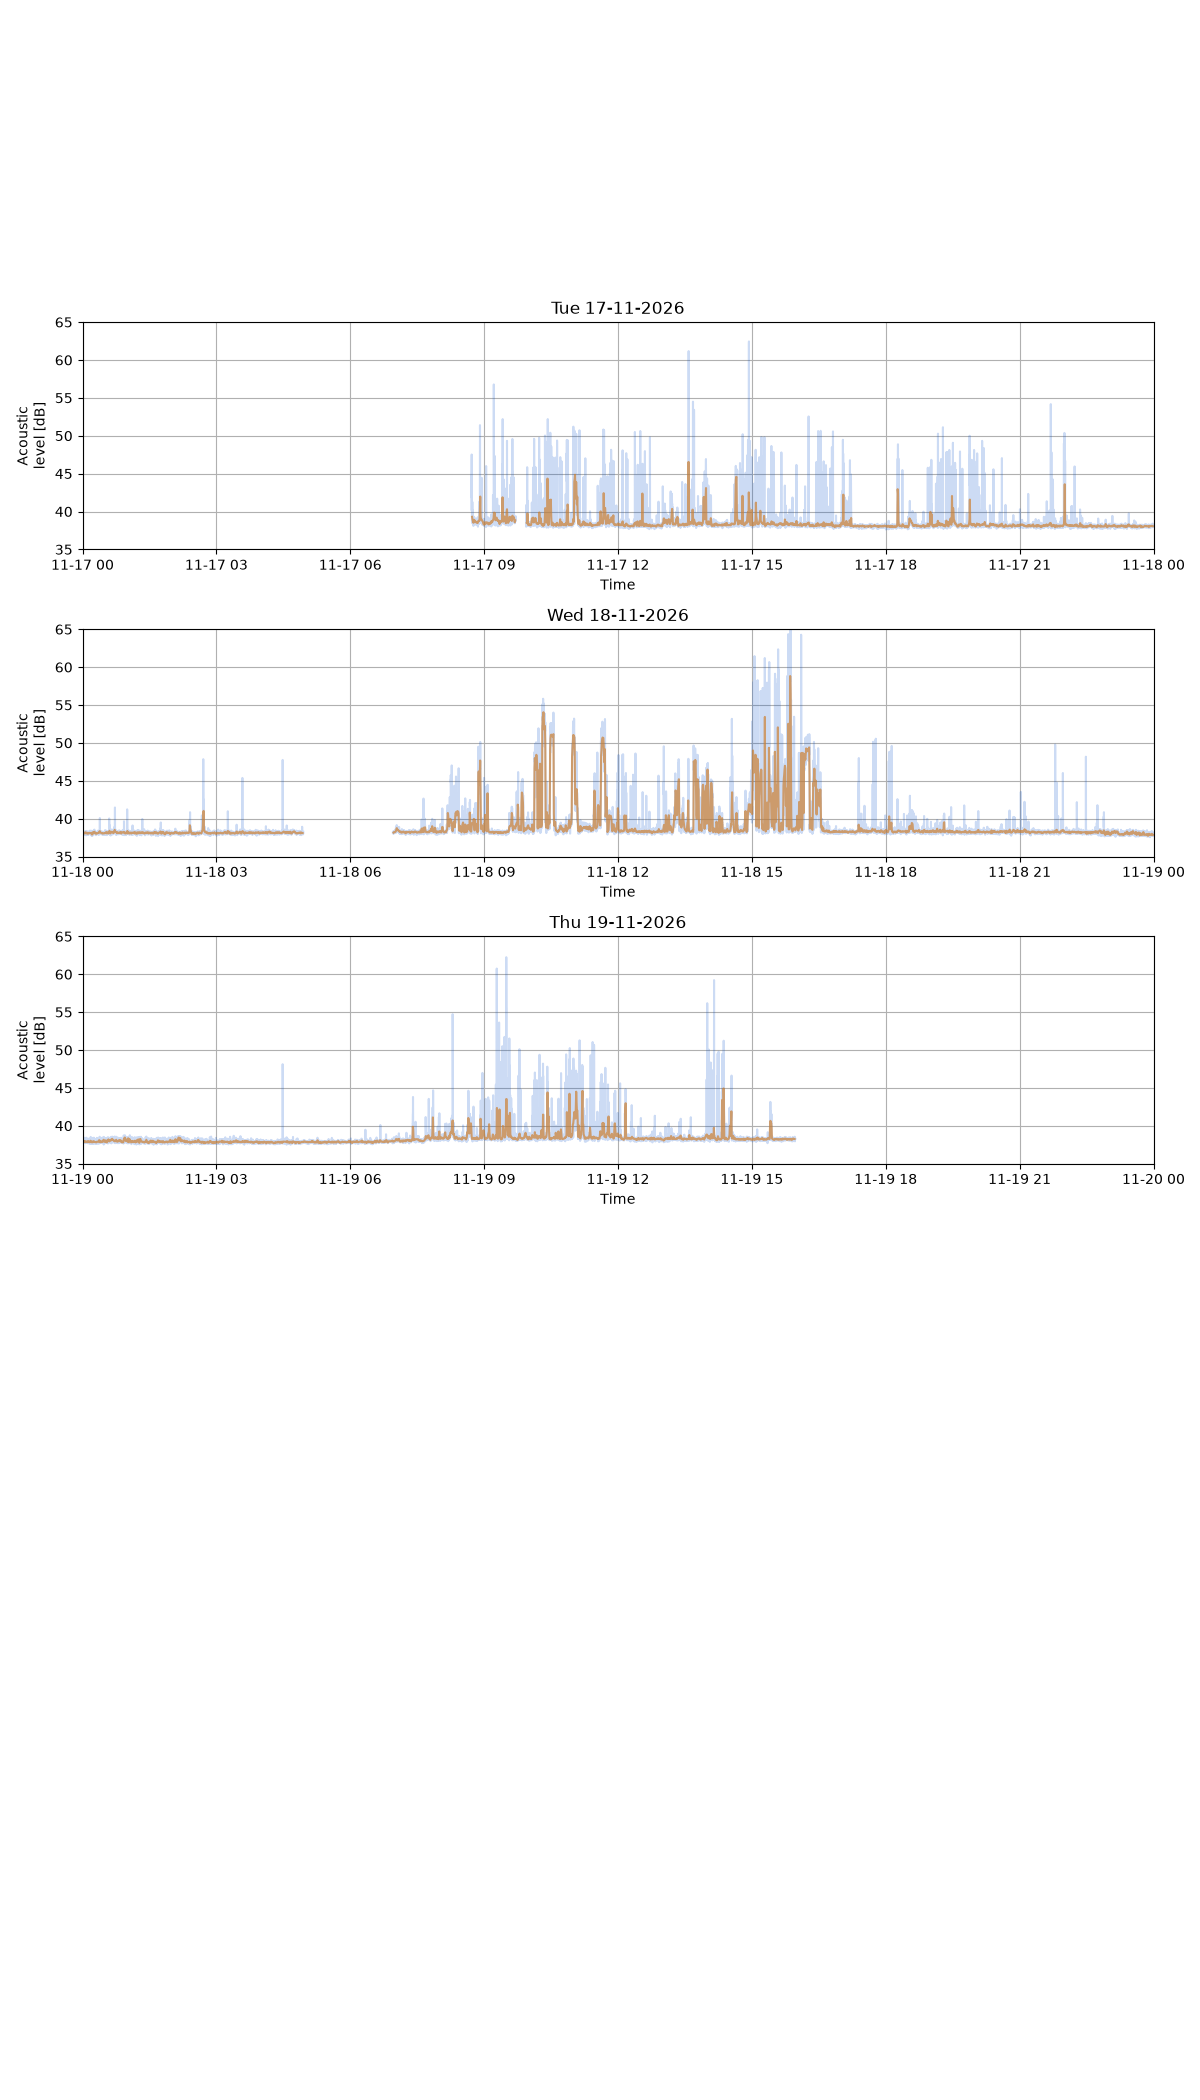 Tue 17-11-2026
65
60
55
50
45
40
35
Acoustic
level [dB]
11-17 00 11-17 03 11-17 06 11-17 09 11-17 12 11-17 15 11-17 18 11-17 21 11-18 00
Time
Wed 18-11-2026
65
60
55
50
45
40
35
Acoustic
level [dB]
11-18 00 11-18 03 11-18 06 11-18 09 11-18 12 11-18 15 11-18 18 11-18 21 11-19 00
Time
Thu 19-11-2026
65
60
55
50
45
40
35
Acoustic
level [dB]
11-19 00 11-19 03 11-19 06 11-19 09 11-19 12 11-19 15 11-19 18 11-19 21 11-20 00
Time